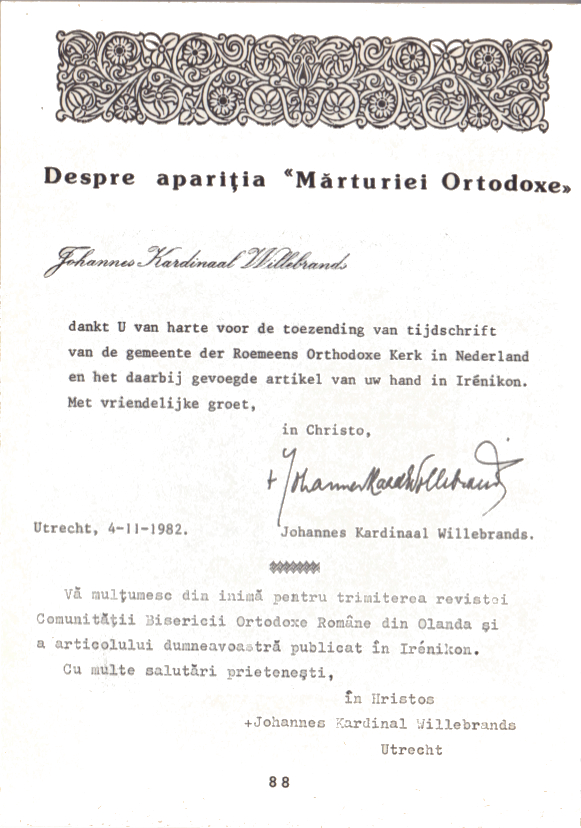 Despre apariția «Mărturiei Ortodoxe»
Johannes Kardinaal Willebrands
dankt U van harte voor de toezending van tijdschrift
van de gemeente der Roemeens Orthodoxe Kerk in Nederland
en het daarbij gevoegde artikel van uw hand in Irénikon.
Met vriendelijke groet,
in Christo,
+ Johannes Kard Willebrands
Utrecht, 4-11-1982.
Johannes Kardinaal Willebrands.
Vă mulţumesc din inimă pentru trimiterea revistei
Comunităţii Bisericii Ortodoxe Române din Olanda şi
a articolului dumneavoastră publicat în Irénikon.
Cu multe salutări prieteneşti,
în Hristos
+Johannes Kardinal Willebrands
Utrecht
88